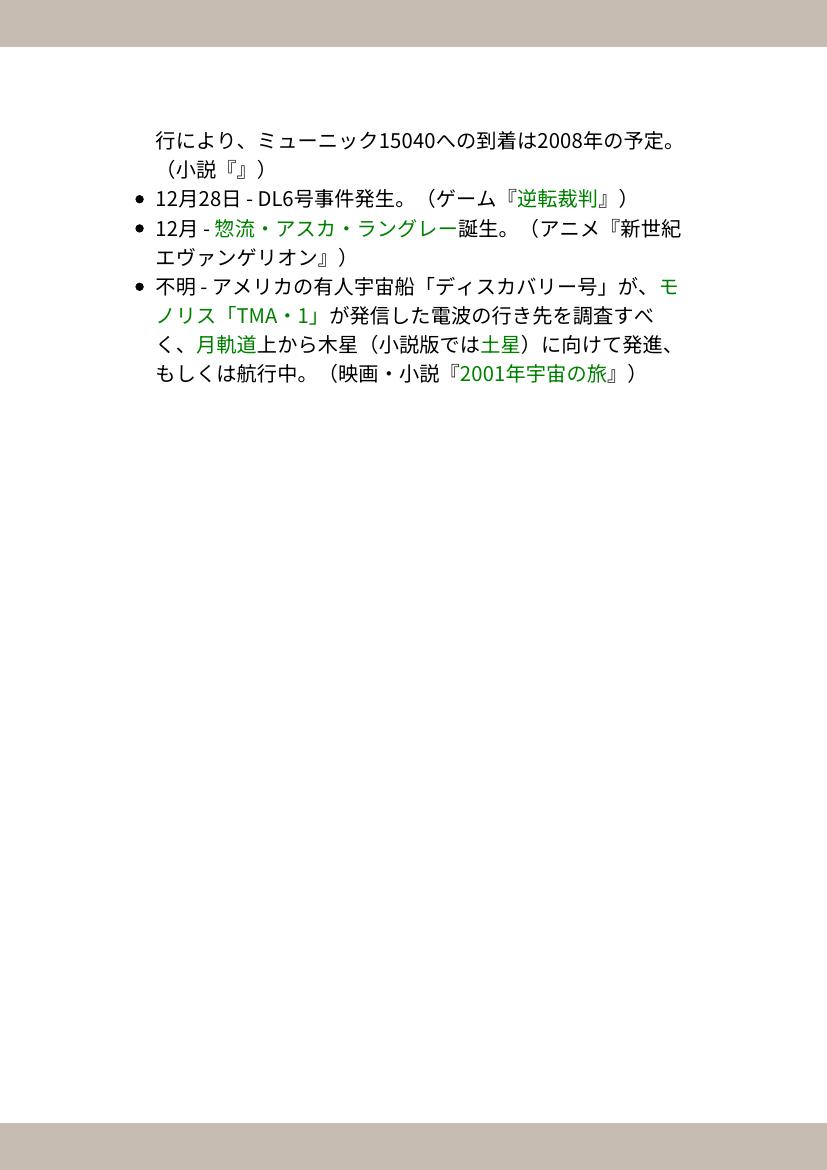 行により、ミューニック15040への到着は2008年の予定。
（小説『』）
• 12月28日 - DL6号事件発生。（ゲーム『逆転裁判』）
• 12月 - 惣流・アスカ・ラングレー誕生。（アニメ『新世紀
エヴァンゲリオン』）
• 不明 - アメリカの有人宇宙船「ディスカバリー号」が、モ
ノリス「TMA・1」が発信した電波の行き先を調査すべ
く、月軌道上から木星（小説版では土星）に向けて発進、
もしくは航行中。（映画・小説『2001年宇宙の旅』）